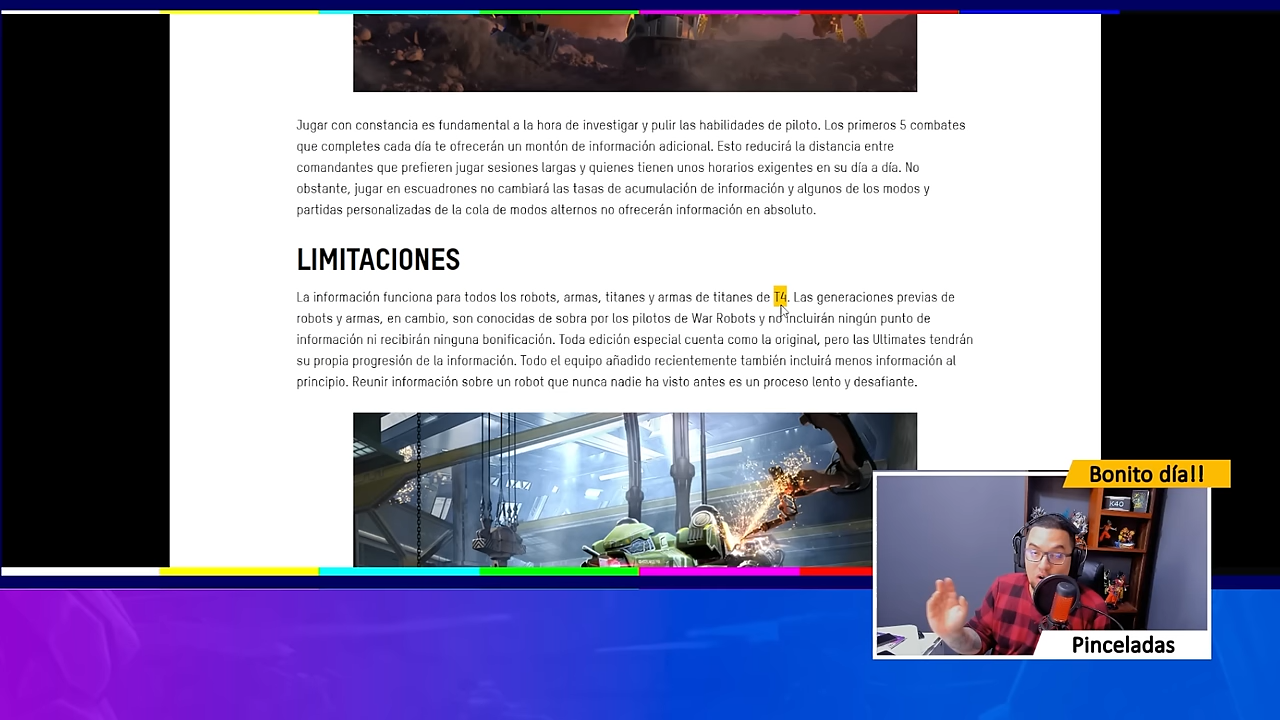 Jugar con constancia es fundamental a la hora de investigar y pulir las habilidades de piloto. Los primeros 5 combates
que completes cada día te ofrecerán un montón de información adicional. Esto reducirá la distancia entre
comandantes que prefieren jugar sesiones largas y quienes tienen unos horarios exigentes en su día a día. No
obstante, jugar en escuadrones no cambiará las tasas de acumulación de información y algunos de los modos y
partidas personalizadas de la cola de modos alternos no ofrecerán información en absoluto.
LIMITACIONES
La información funciona para todos los robots, armas, titanes y armas de titanes de T4. Las generaciones previas de
robots y armas, en cambio, son conocidas de sobra por los pilotos de War Robots y no incluirán ningún punto de
información ni recibirán ninguna bonificación. Toda edición especial cuenta como la original, pero las Ultimates tendrán
su propia progresión de la información. Todo el equipo añadido recientemente también incluirá menos información al
principio. Reunir información sobre un robot que nunca nadie ha visto antes es un proceso lento y desafiante.
Bonito día!!
K40
Pinceladas